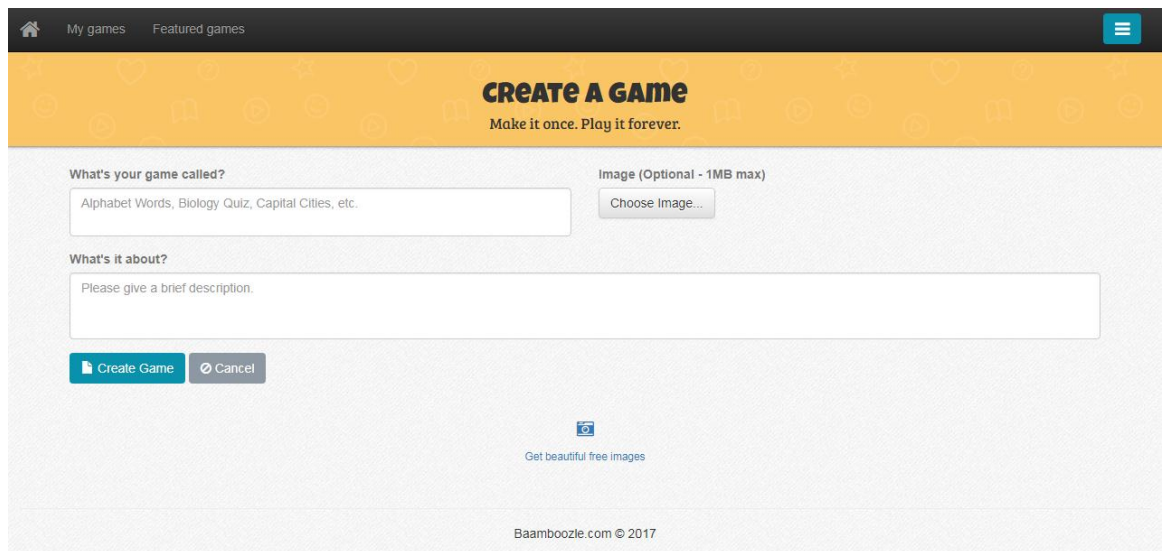 My games Featured games
CREATE A GAME
Make it once. Play it forever.
What's your game called?
Alphabet Words, Biology Quiz, Capital Cities, etc.
Image (Optional - 1MB max)
Choose Image...
What's it about?
Please give a brief description.
Create Game Cancel
Get beautiful free images
Baamboozle.com © 2017